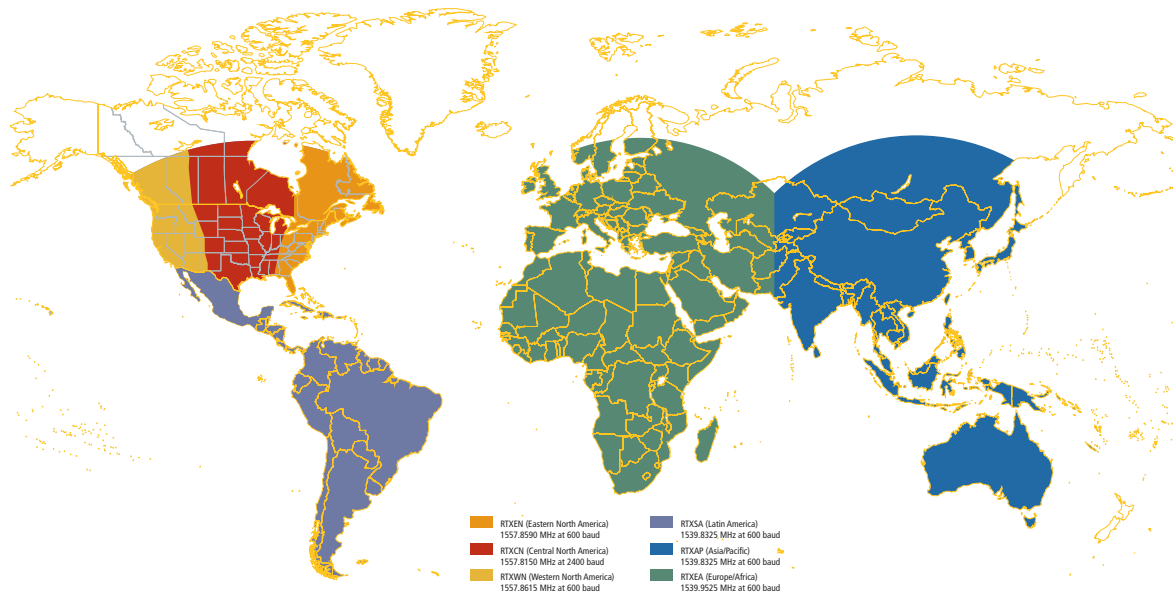 RTXEN (Eastern North America)
1557.8590 MHz at 600 baud
RTXCN (Central North America)
1557.8150 MHz at 2400 baud
RTXWN (Western North America)
1557.8615 MHz at 600 baud
RTXSA (Latin America)
1539.8325 MHz at 600 baud
RTXAP (Asia/Pacific)
1539.8325 MHz at 600 baud
RTXEA (Europe/Africa)
1539.9525 MHz at 600 baud